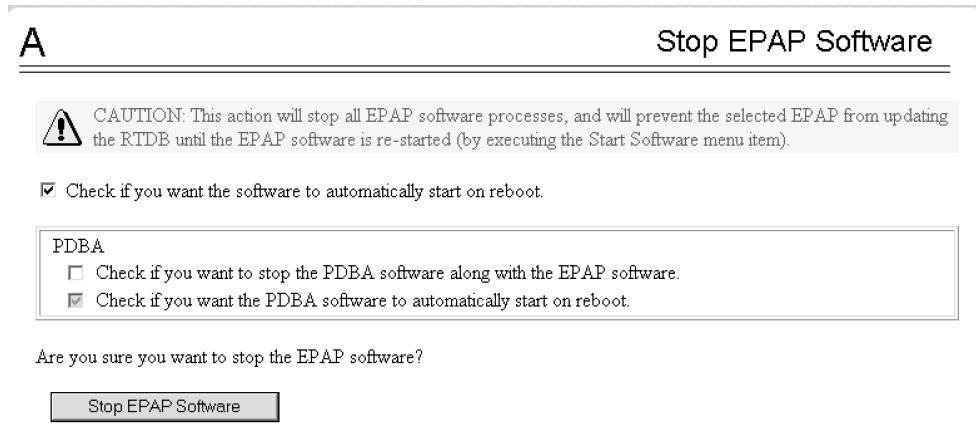 A
Stop EPAP Software
CAUTION: This action will stop all EPAP software processes, and will prevent the selected EPAP from updating
the RTDB until the EPAP software is re-started (by executing the Start Software menu item).
Check if you want the software to automatically start on reboot.
PDBA
Check if you want to stop the PDBA software along with the EPAP software.
Check if you want the PDBA software to automatically start on reboot.
Are you sure you want to stop the EPAP software?
Stop EPAP Software